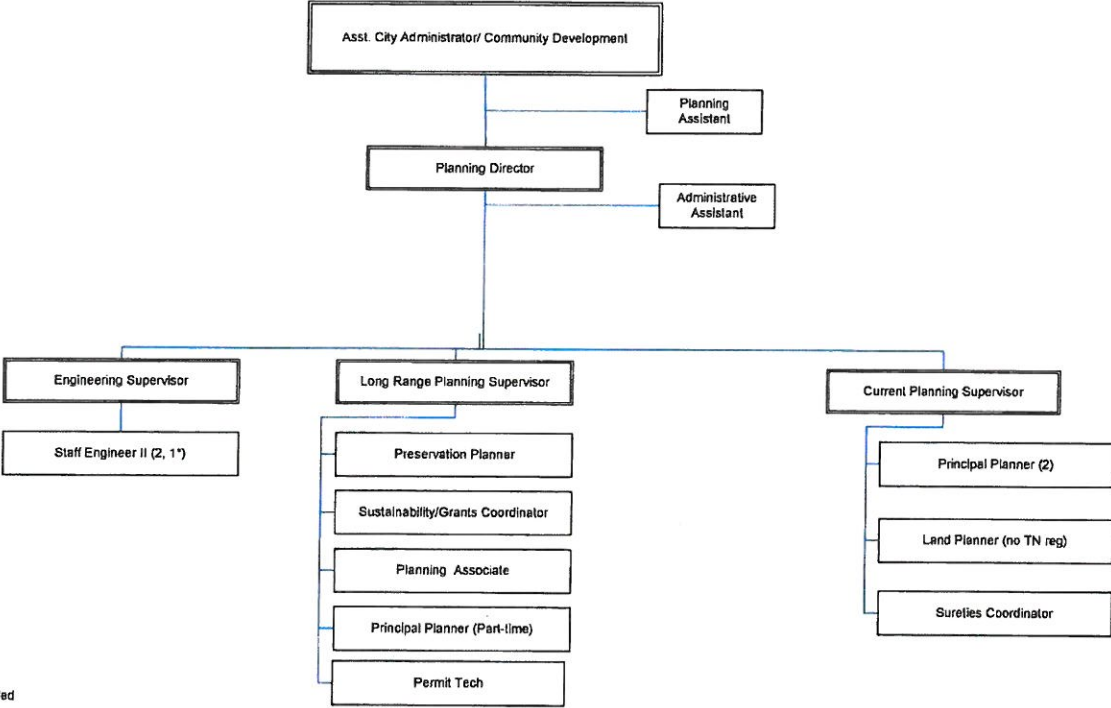 Asst. City Administrator/ Community Development
Planning
Assistant
Planning Director
Administrative
Assistant
Engineering Supervisor
Long Range Planning Supervisor
Current Planning Supervisor
Staff Engineer II (2, 1*)
Preservation Planner
Principal Planner (2)
Sustainability/Grants Coordinator
Land Planner (no TN reg)
Planning Associate
Sureties Coordinator
Principal Planner (Part-time)
Permit Tech